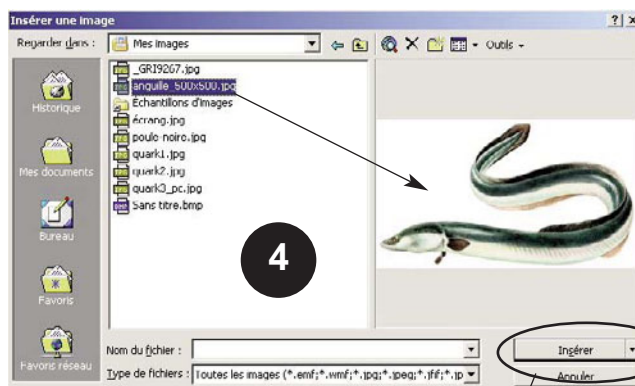 Insérer une image
Regarder dans :
Mes images
Outils
Historique
Mes documents
Bureau
Favoris
Favoris réseau
_GRI9267.jpg
anguille_500x500.jpg
Echantillons d'images
écrang.jpg
poule-noire.jpg
quark1.jpg
quark2.jpg
quark3_pc.jpg
Sans titre.bmp
4
Nom du fichier :
Insérer
Type de fichiers : Toutes les images (*.emf;*.wmf;*.jpg;*.jpeg;*.jfif;*.jp
Annuler